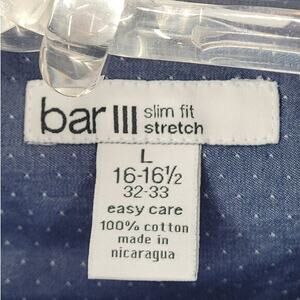 bar III slim fit
stretch
L
16-16½
32-33
easy care
100% cotton
made in
nicaragua